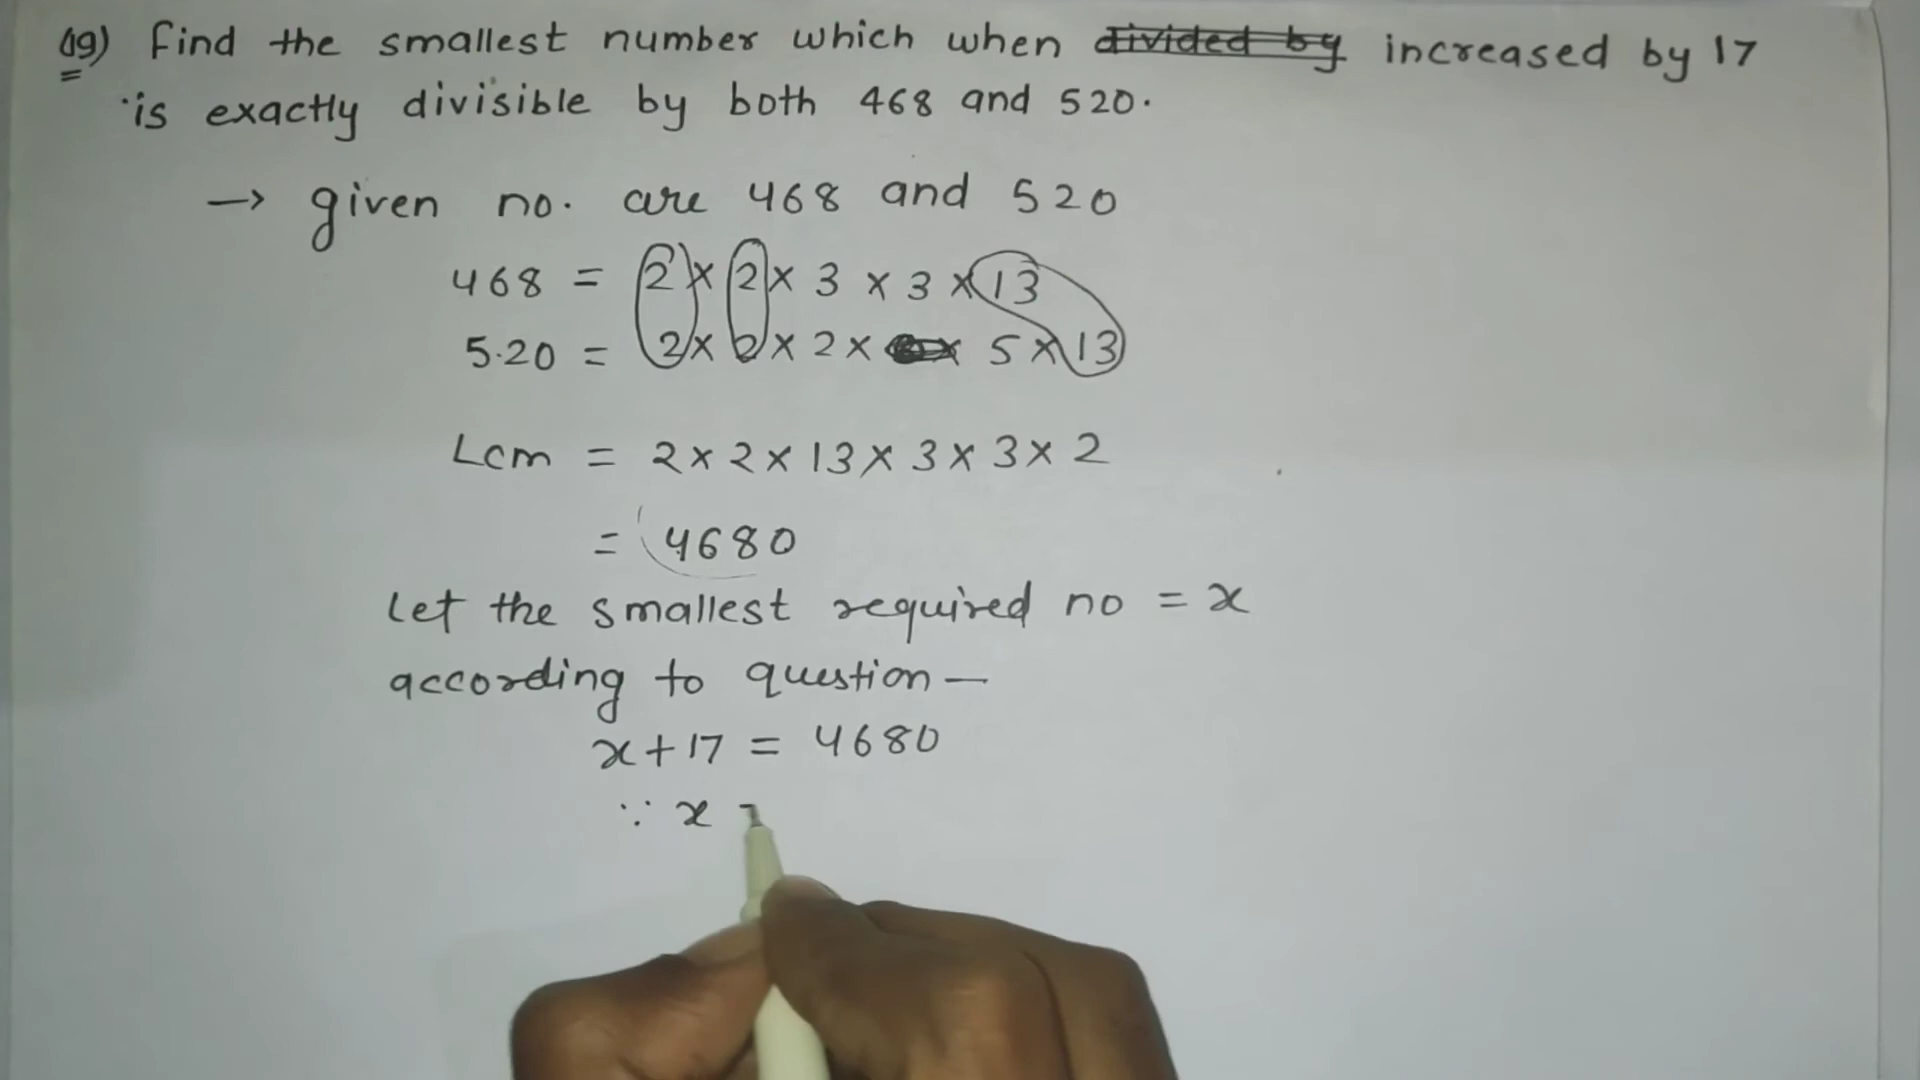 19) Find the smallest number which when divided by increased by 17
is exactly divisible by both 468 and 520.
→ given no. are 468 and 520
468 = 2 × 2 × 3 × 3 × 13
520 = 2 × 2 × 2 × 5 × 13
Lcm = 2 × 2 × 13 × 3 × 3 × 2
= 4680
Let the smallest required no = x
according to question —
x + 17 = 4680
∵ x =